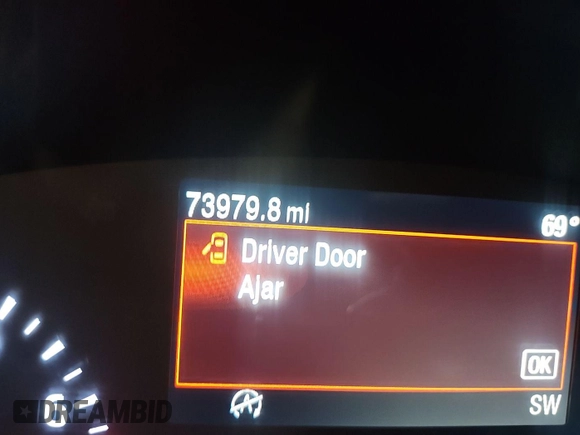 73979.8 mi 69°
Driver Door
Ajar
OK
SW
DREAMBID